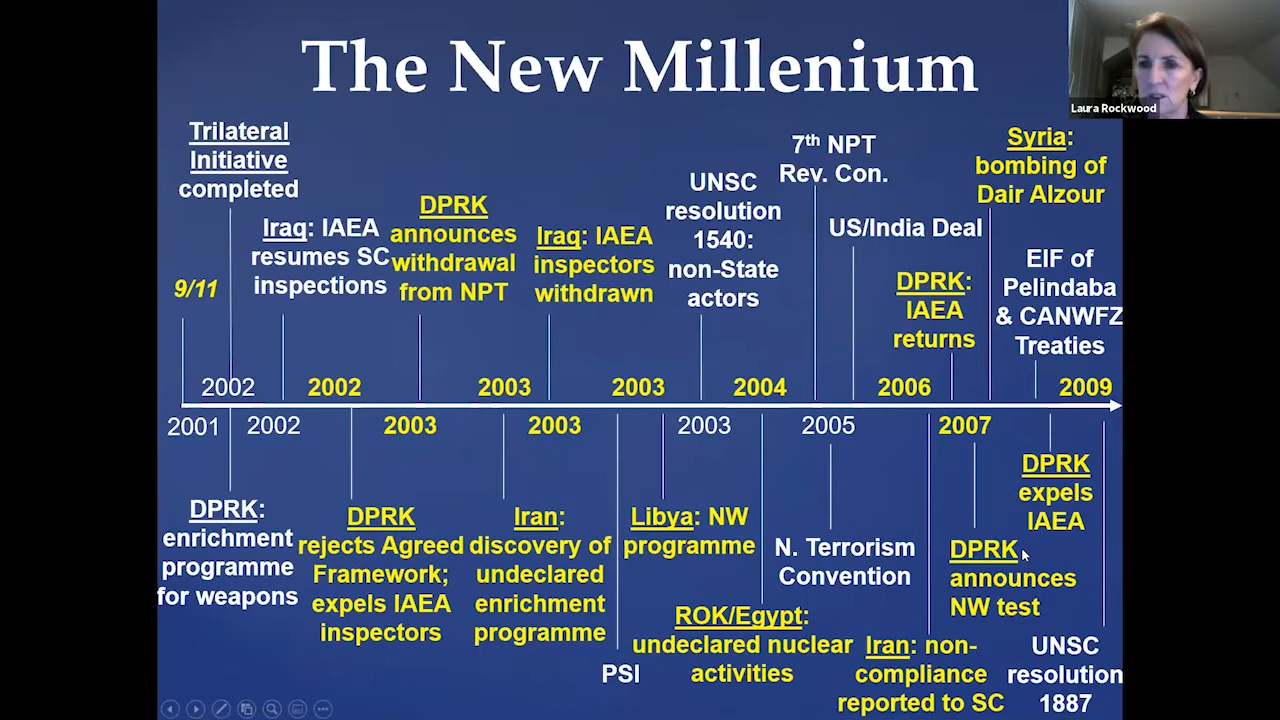 The New Millenium
Laura Rockwood
Trilateral
Initiative
completed
Iraq: IAEA
resumes SC
inspections
9/11
DPRK
announces
withdrawal
from NPT
Iraq: IAEA
inspectors
withdrawn
UNSC
resolution
1540:
non-State
actors
7th NPT
Rev. Con.
US/India Deal
DPRK:
IAEA
returns
Syria:
bombing of
Dair Alzour
EIF of
Pelindaba
& CANWFZ
Treaties
2002 2002 2003 2003 2004 2006 2009
2001 2002 2003 2003 2003 2005 2007
DPRK:
enrichment
programme
for weapons
DPRK
rejects Agreed
Framework;
expels IAEA
inspectors
Iran:
discovery of
undeclared
enrichment
programme
PSI
Libya: NW
programme
ROK/Egypt:
undeclared nuclear
activities
N. Terrorism
Convention
Iran: non-
compliance
reported to SC
DPRK
announces
NW test
DPRK
expels
IAEA
UNSC
resolution
1887